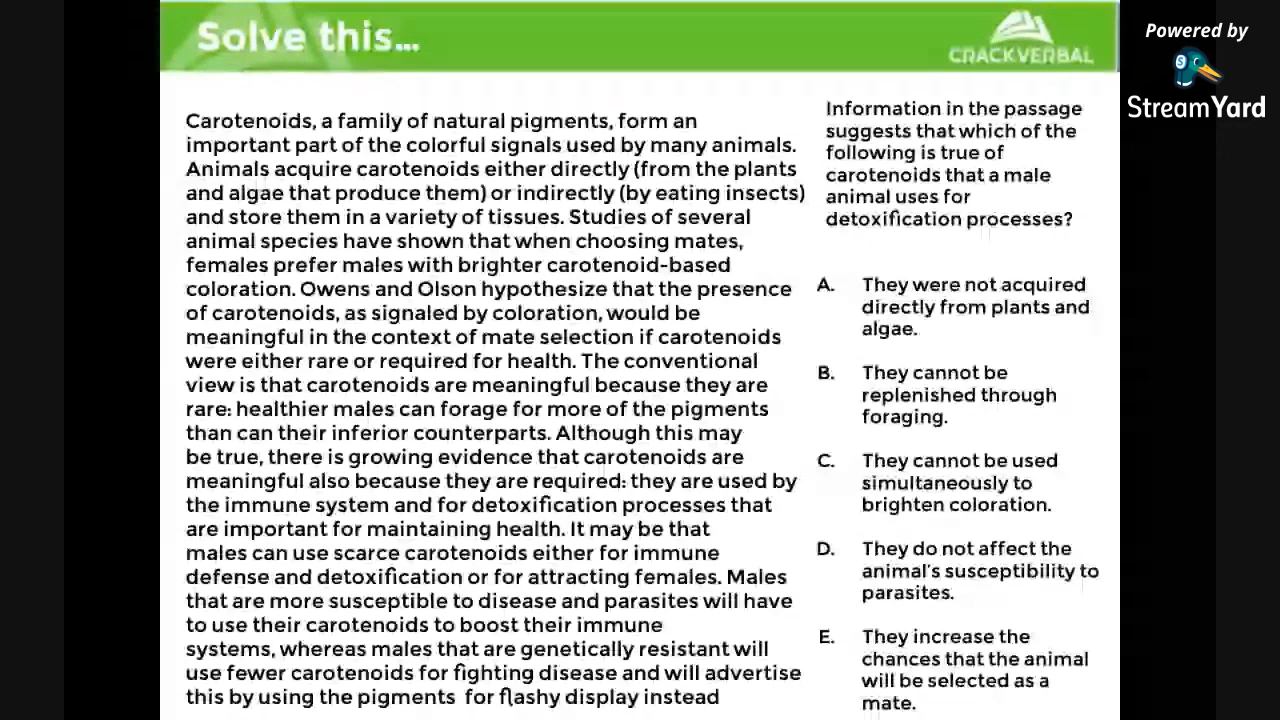 Solve this...
CRACKVERBAL
Powered by
StreamYard
Carotenoids, a family of natural pigments, form an
important part of the colorful signals used by many animals.
Animals acquire carotenoids either directly (from the plants
and algae that produce them) or indirectly (by eating insects)
and store them in a variety of tissues. Studies of several
animal species have shown that when choosing mates,
females prefer males with brighter carotenoid-based
coloration. Owens and Olson hypothesize that the presence
of carotenoids, as signaled by coloration, would be
meaningful in the context of mate selection if carotenoids
were either rare or required for health. The conventional
view is that carotenoids are meaningful because they are
rare: healthier males can forage for more of the pigments
than can their inferior counterparts. Although this may
be true, there is growing evidence that carotenoids are
meaningful also because they are required: they are used by
the immune system and for detoxification processes that
are important for maintaining health. It may be that
males can use scarce carotenoids either for immune
defense and detoxification or for attracting females. Males
that are more susceptible to disease and parasites will have
to use their carotenoids to boost their immune
systems, whereas males that are genetically resistant will
use fewer carotenoids for fighting disease and will advertise
this by using the pigments for flashy display instead
Information in the passage
suggests that which of the
following is true of
carotenoids that a male
animal uses for
detoxification processes?
A. They were not acquired
directly from plants and
algae.
B. They cannot be
replenished through
foraging.
C. They cannot be used
simultaneously to
brighten coloration.
D. They do not affect the
animal's susceptibility to
parasites.
E. They increase the
chances that the animal
will be selected as a
mate.